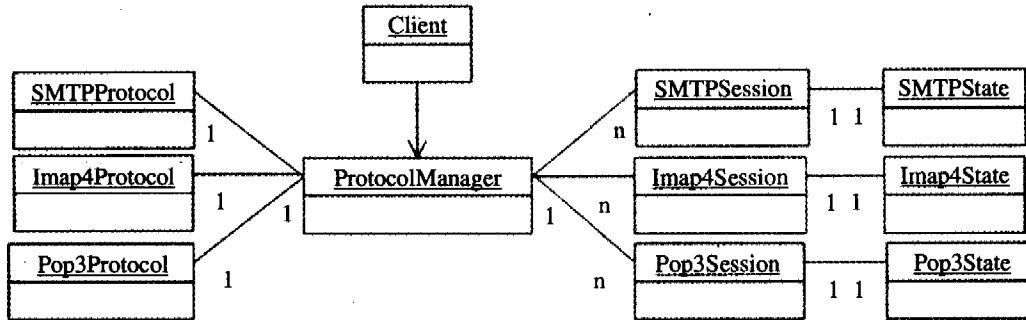 Client
SMTPProtocol
SMTPSession
SMTPState
1
n
1 1
Imap4Protocol
ProtocolManager
Imap4Session
Imap4State
1
1
1
n
1 1
Pop3Protocol
Pop3Session
Pop3State
1
n
1 1